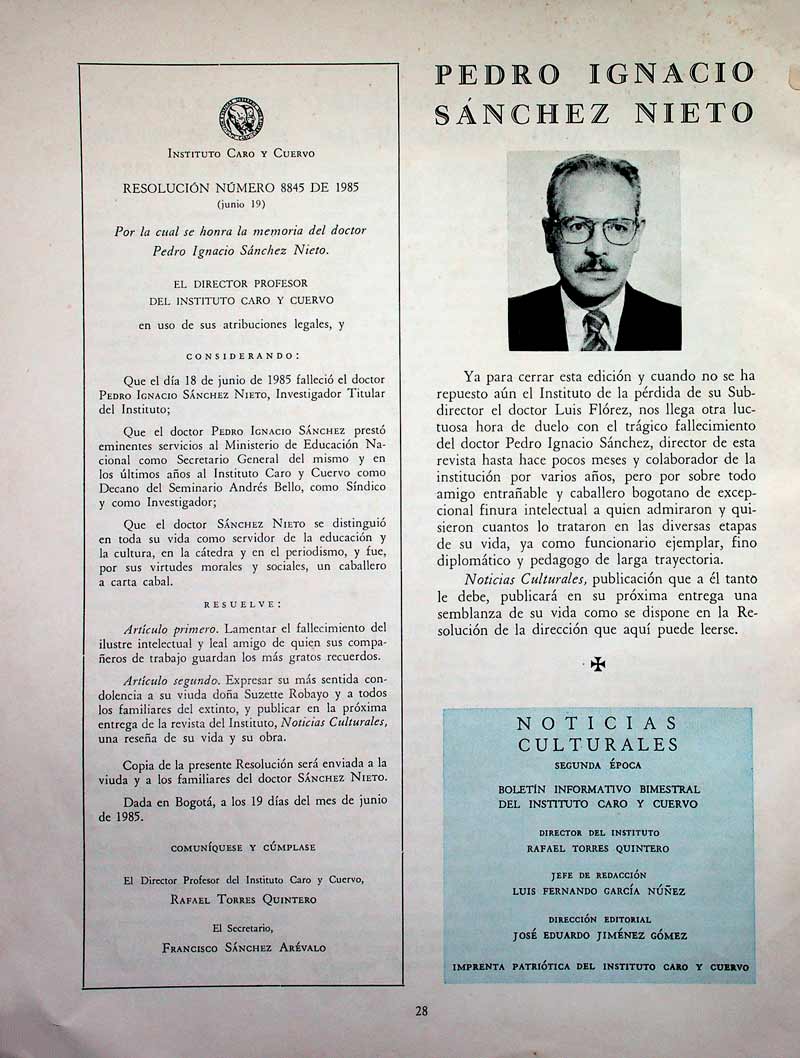 INSTITUTO CARO Y CUERVO
RESOLUCIÓN NÚMERO 8845 DE 1985
(junio 19)
Por la cual se honra la memoria del doctor
Pedro Ignacio Sánchez Nieto.
EL DIRECTOR PROFESOR
DEL INSTITUTO CARO Y CUERVO
en uso de sus atribuciones legales, y
CONSIDERANDO:
Que el día 18 de junio de 1985 falleció el doctor
PEDRO IGNACIO SÁNCHEZ NIETO, Investigador Titular
del Instituto;
Que el doctor PEDRO IGNACIO SÁNCHEZ prestó
eminentes servicios al Ministerio de Educación Na-
cional como Secretario General del mismo y en
los últimos años al Instituto Caro y Cuervo como
Decano del Seminario Andrés Bello, como Síndico
y como Investigador;
Que el doctor SÁNCHEZ NIETO se distinguió
en toda su vida como servidor de la educación y
la cultura, en la cátedra y en el periodismo, y fue,
por sus virtudes morales y sociales, un caballero
a carta cabal.
RESUELVE:
Artículo primero. Lamentar el fallecimiento del
ilustre intelectual y leal amigo de quien sus compa-
ñeros de trabajo guardan los más gratos recuerdos.
Artículo segundo. Expresar su más sentida con-
dolencia a su viuda doña Suzette Robayo y a todos
los familiares del extinto, y publicar en la próxima
entrega de la revista del Instituto, Noticias Culturales,
una reseña de su vida y su obra.
Copia de la presente Resolución será enviada a la
viuda y a los familiares del doctor SÁNCHEZ NIETO.
Dada en Bogotá, a los 19 días del mes de junio
de 1985.
COMUNÍQUESE Y CÚMPLASE
El Director Profesor del Instituto Caro y Cuervo,
RAFAEL TORRES QUINTERO
El Secretario,
FRANCISCO SÁNCHEZ ARÉVALO
PEDRO IGNACIO
SÁNCHEZ NIETO
Ya para cerrar esta edición y cuando no se ha
repuesto aún el Instituto de la pérdida de su Sub-
director el doctor Luis Flórez, nos llega otra luc-
tuosa hora de duelo con el trágico fallecimiento
del doctor Pedro Ignacio Sánchez, director de esta
revista hasta hace pocos meses y colaborador de la
institución por varios años, pero por sobre todo
amigo entrañable y caballero bogotano de excep-
cional finura intelectual a quien admiraron y qui-
sieron cuantos lo trataron en las diversas etapas
de su vida, ya como funcionario ejemplar, fino
diplomático y pedagogo de larga trayectoria.
Noticias Culturales, publicación que a él tanto
le debe, publicará en su próxima entrega una
semblanza de su vida como se dispone en la Re-
solución de la dirección que aquí puede leerse.
NOTICIAS
CULTURALES
SEGUNDA ÉPOCA
BOLETÍN INFORMATIVO BIMESTRAL
DEL INSTITUTO CARO Y CUERVO
DIRECTOR DEL INSTITUTO
RAFAEL TORRES QUINTERO
JEFE DE REDACCIÓN
LUIS FERNANDO GARCÍA NÚÑEZ
DIRECCIÓN EDITORIAL
JOSÉ EDUARDO JIMÉNEZ GÓMEZ
IMPRENTA PATRIÓTICA DEL INSTITUTO CARO Y CUERVO
28